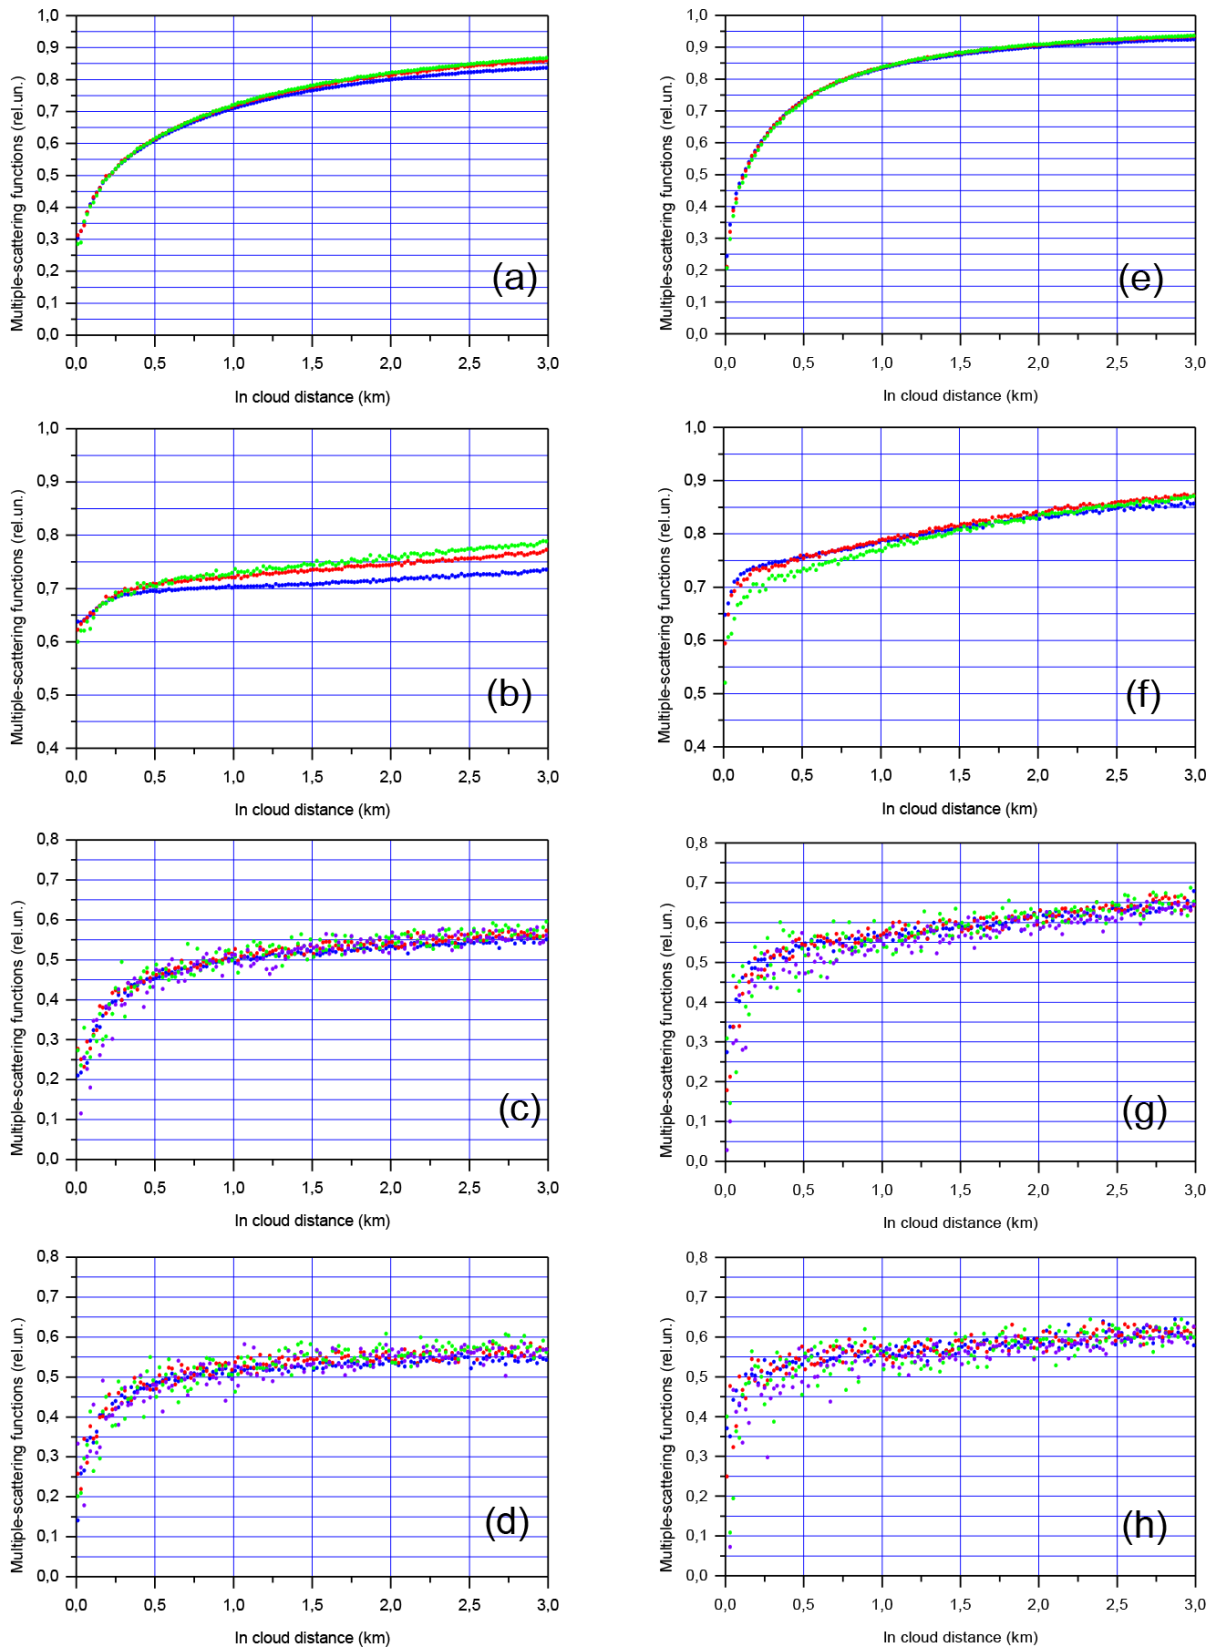 Multiple-scattering functions (rel.un.)
1,0
0,9
0,8
0,7
0,6
0,5
0,4
0,3
0,2
0,1
0,0
(a)
0,0 0,5 1,0 1,5 2,0 2,5 3,0
In cloud distance (km)
Multiple-scattering functions (rel.un.)
1,0
0,9
0,8
0,7
0,6
0,5
0,4
0,3
0,2
0,1
0,0
(e)
0,0 0,5 1,0 1,5 2,0 2,5 3,0
In cloud distance (km)
Multiple-scattering functions (rel.un.)
1,0
0,9
0,8
0,7
0,6
0,5
0,4
(b)
0,0 0,5 1,0 1,5 2,0 2,5 3,0
In cloud distance (km)
Multiple-scattering functions (rel.un.)
1,0
0,9
0,8
0,7
0,6
0,5
0,4
(f)
0,0 0,5 1,0 1,5 2,0 2,5 3,0
In cloud distance (km)
Multiple-scattering functions (rel.un.)
0,8
0,7
0,6
0,5
0,4
0,3
0,2
0,1
0,0
(c)
0,0 0,5 1,0 1,5 2,0 2,5 3,0
In cloud distance (km)
Multiple-scattering functions (rel.un.)
0,8
0,7
0,6
0,5
0,4
0,3
0,2
0,1
0,0
(g)
0,0 0,5 1,0 1,5 2,0 2,5 3,0
In cloud distance (km)
Multiple-scattering functions (rel.un.)
0,8
0,7
0,6
0,5
0,4
0,3
0,2
0,1
0,0
(d)
0,0 0,5 1,0 1,5 2,0 2,5 3,0
In cloud distance (km)
Multiple-scattering functions (rel.un.)
0,8
0,7
0,6
0,5
0,4
0,3
0,2
0,1
0,0
(h)
0,0 0,5 1,0 1,5 2,0 2,5 3,0
In cloud distance (km)